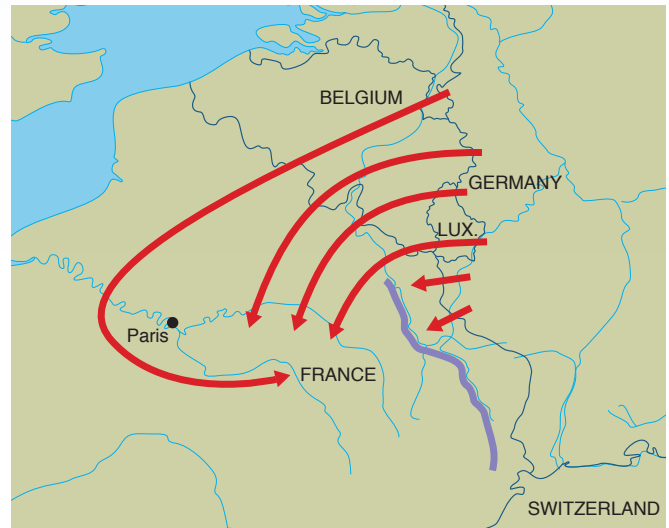 BELGIUM
GERMANY
LUX.
Paris
FRANCE
SWITZERLAND